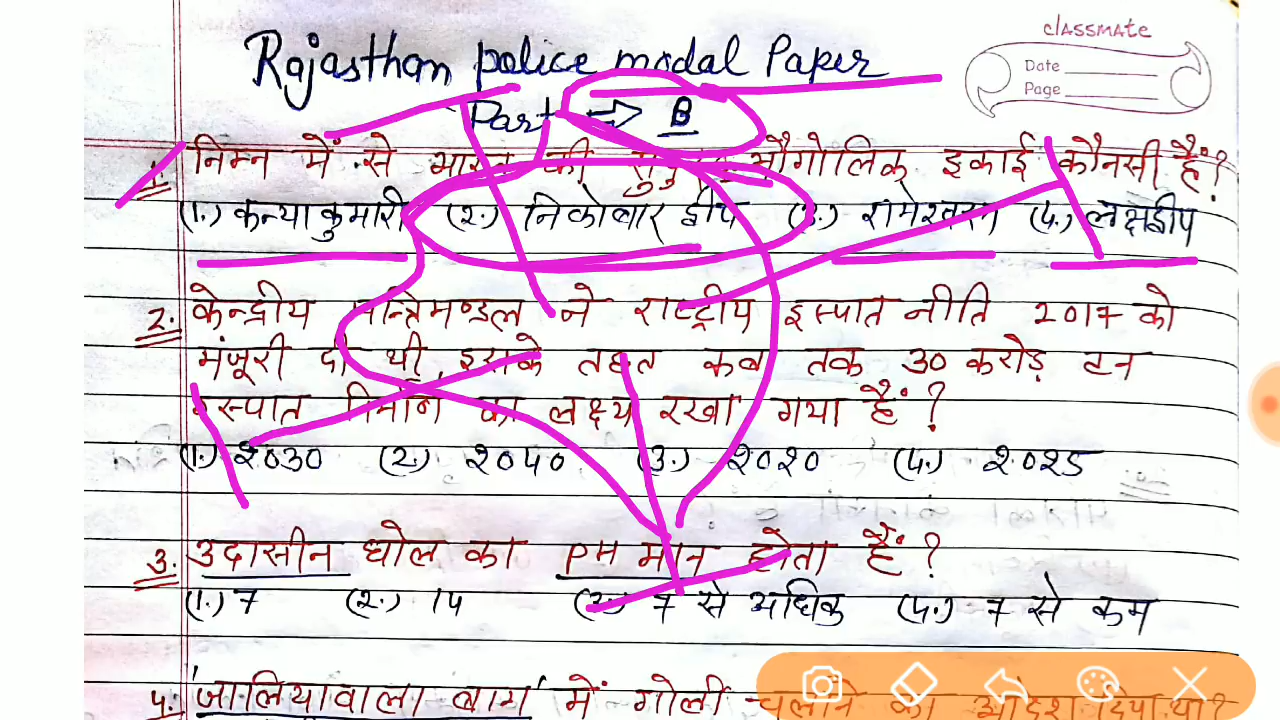 classmate
Date
Page
Rajasthan police modal Paper
Part ⇒ B
1. निम्न में से भारत की सुदूर भौगोलिक इकाई कौनसी हैं?
(1.) कन्याकुमारी (2.) निकोबार द्वीप (3.) रामेश्वरम (4.) लक्षद्वीप
2. केन्द्रीय मन्त्रिमण्डल ने राष्ट्रीय इस्पात नीति 2017 को
मंजूरी दी थी, इसके तहत कब तक 30 करोड़ टन
इस्पात निर्माण का लक्ष्य रखा गया हैं?
(1.) 2030 (2.) 2040 (3.) 2020 (4.) 2025
3. उदासीन घोल का PH मान होता हैं?
(1.) 7 (2.) 14 (3.) 7 से अधिक (4.) 7 से कम
4. जालियावाला बाग में गोली चलाने का आदेश दिया था?